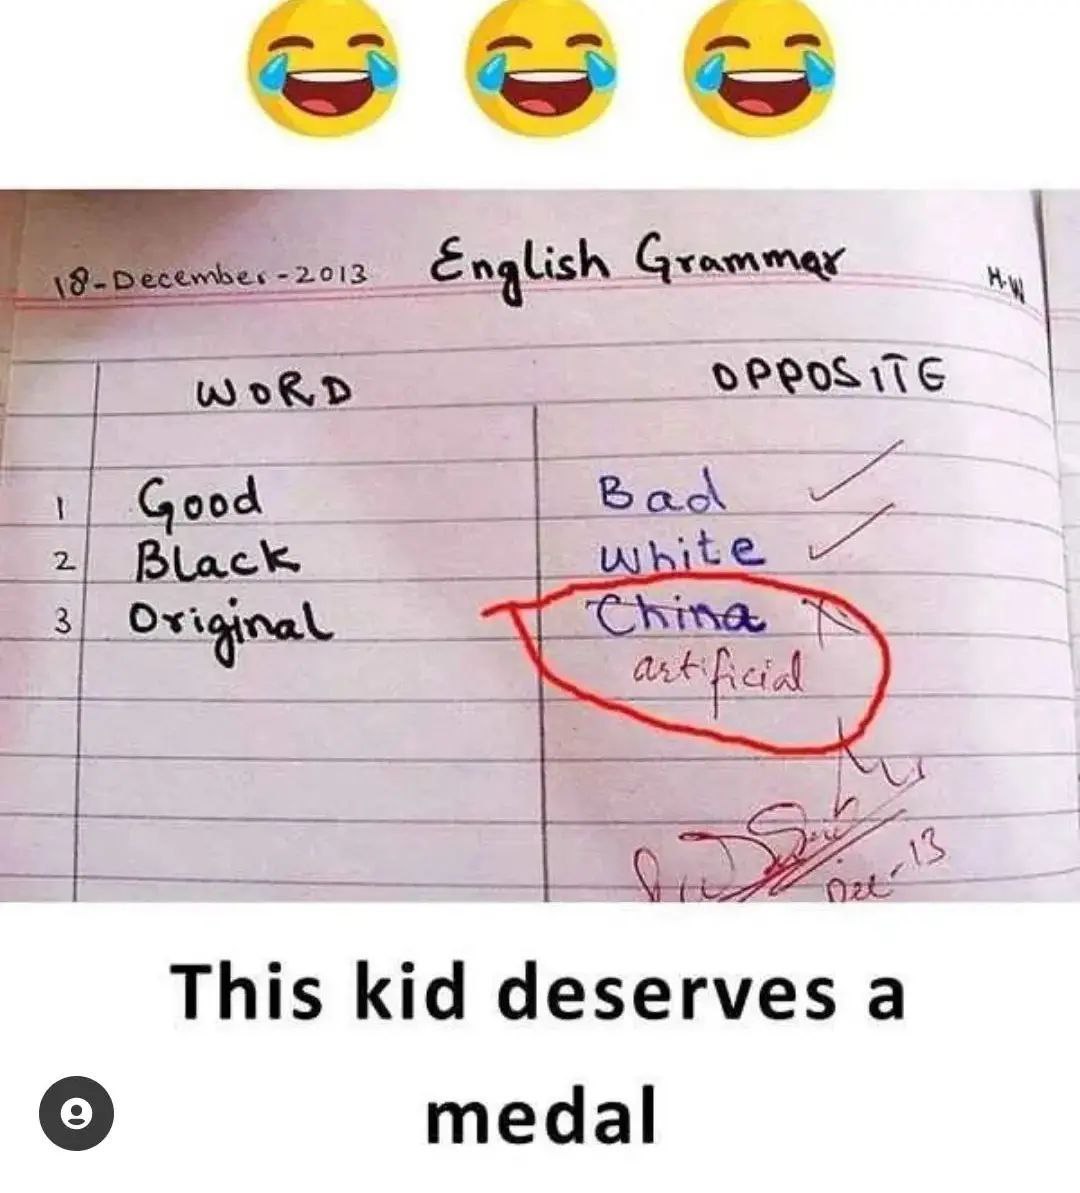 18-December-2013 English Grammar H.W
WORD OPPOSITE
1 Good Bad
2 Black White
3 Original China
artificial
Dec-13
This kid deserves a
medal